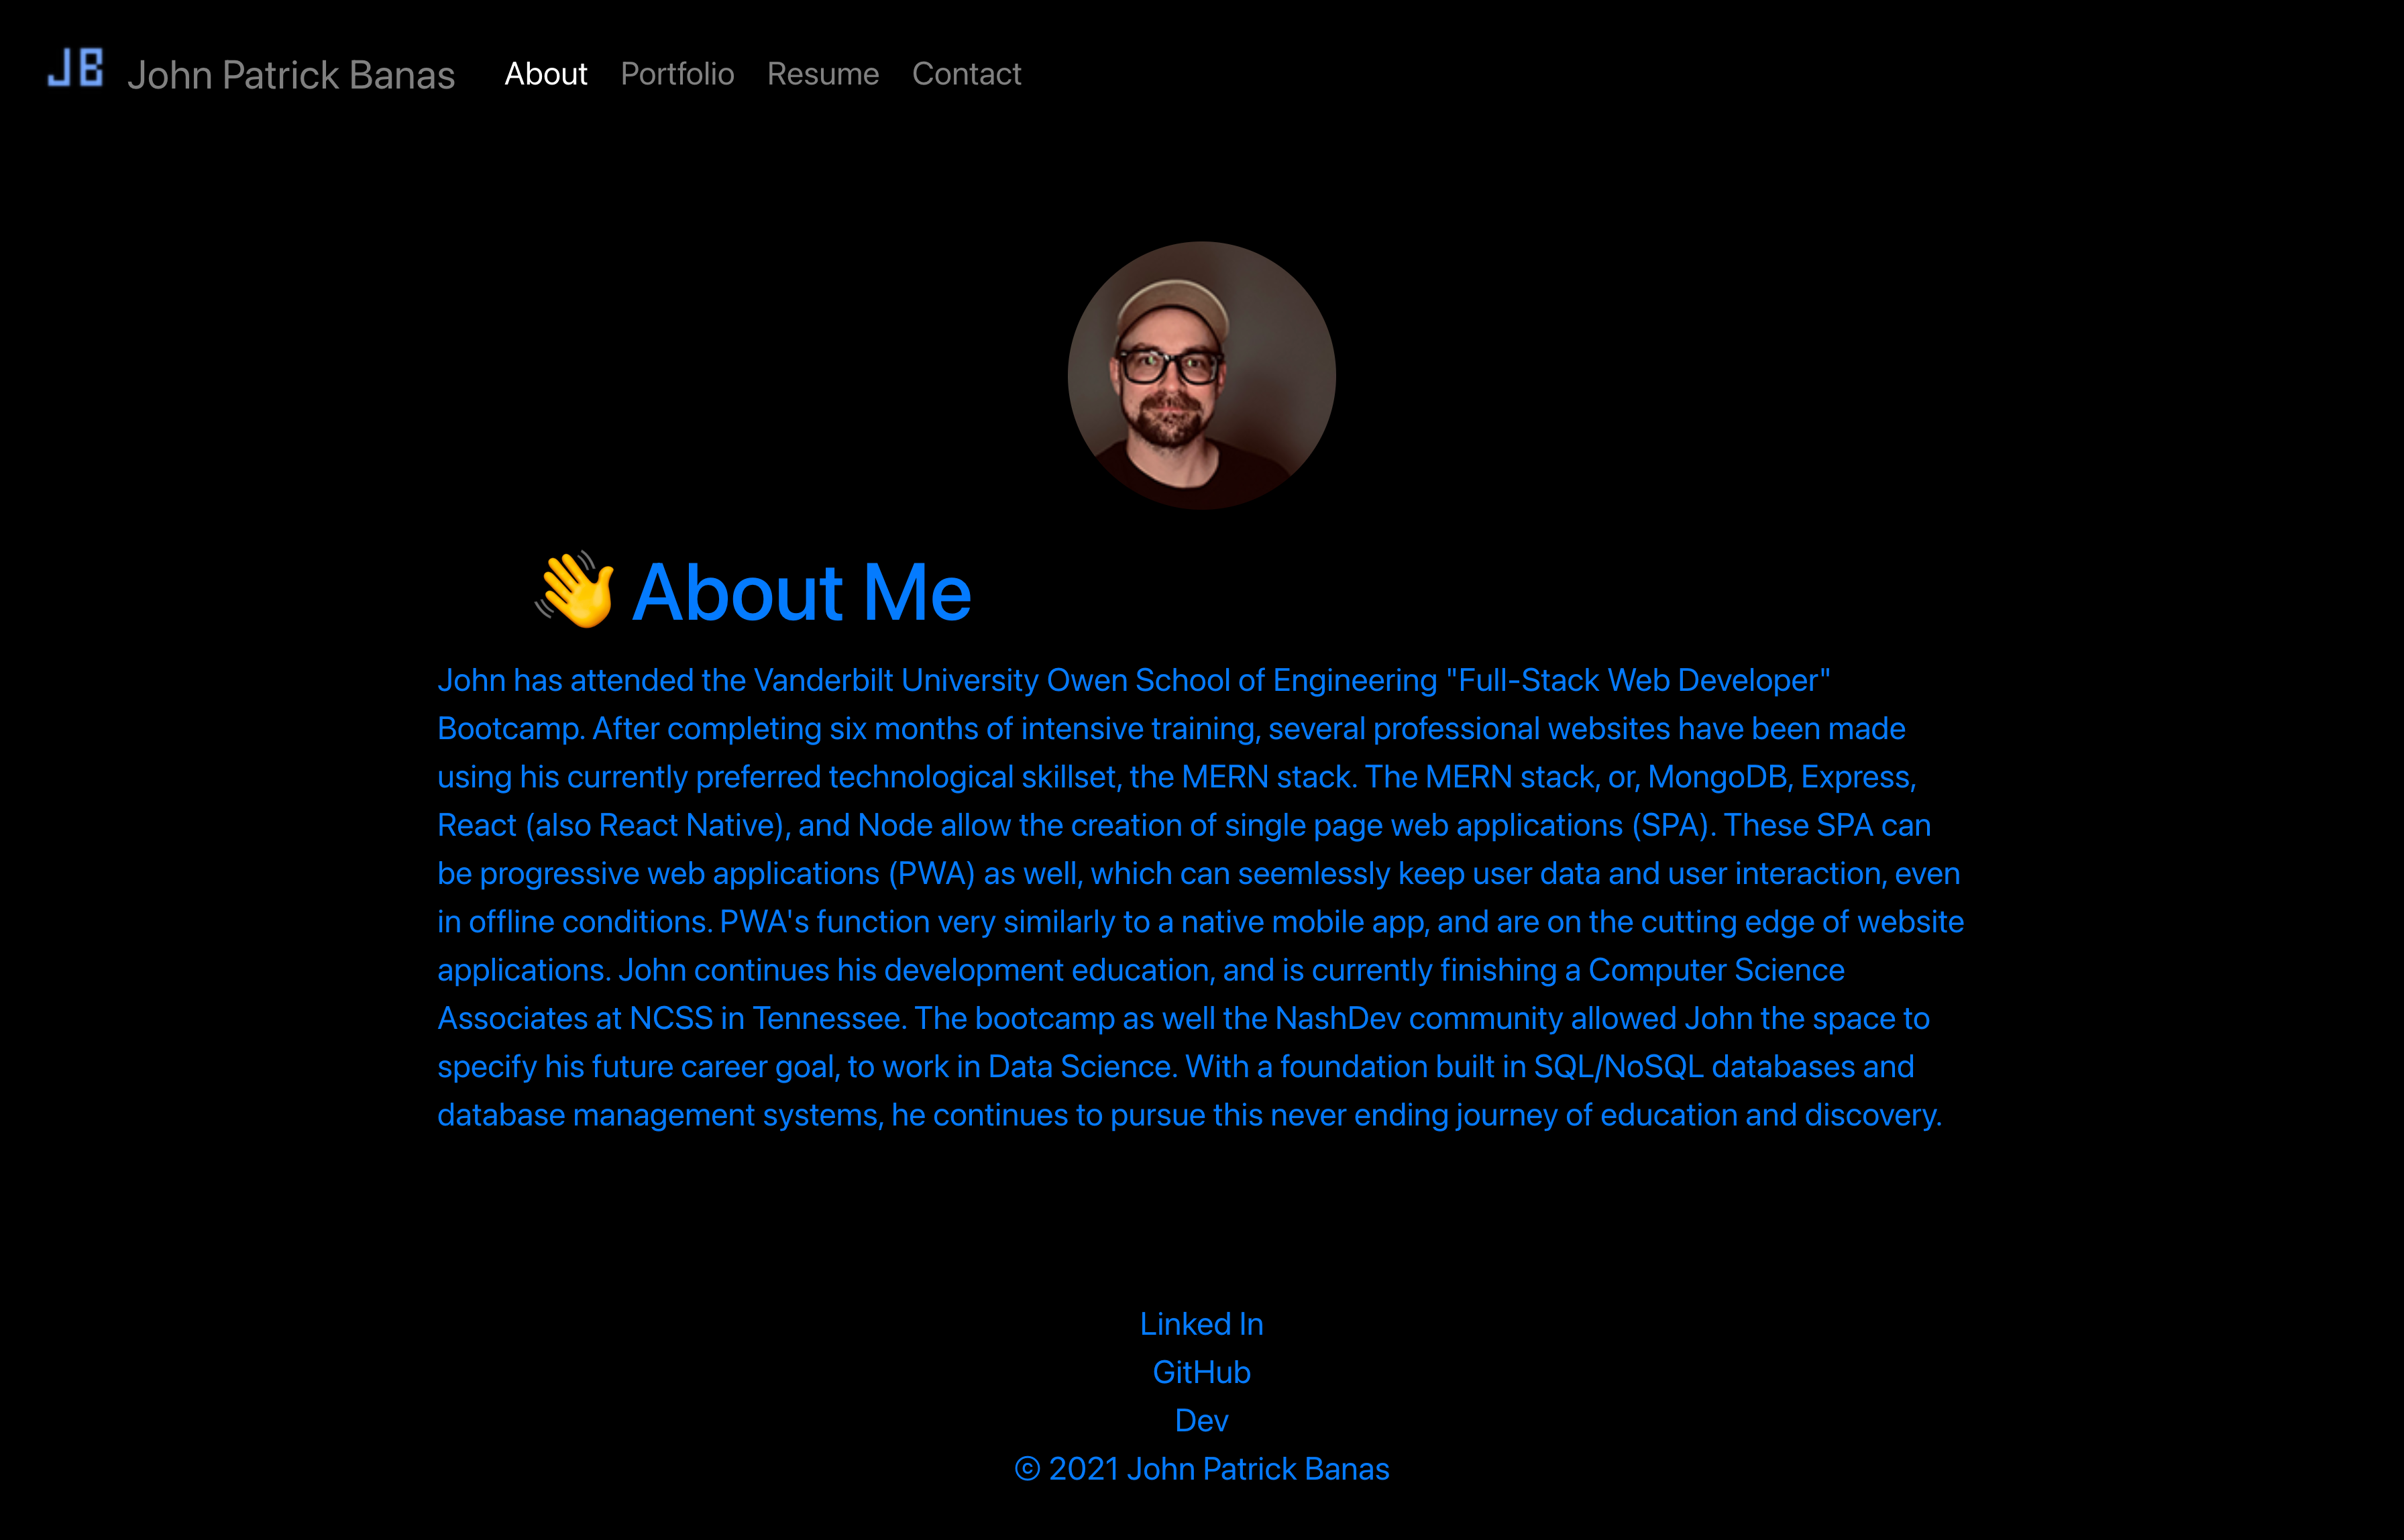 JB John Patrick Banas About Portfolio Resume Contact
👋 About Me
John has attended the Vanderbilt University Owen School of Engineering "Full-Stack Web Developer"
Bootcamp. After completing six months of intensive training, several professional websites have been made
using his currently preferred technological skillset, the MERN stack. The MERN stack, or, MongoDB, Express,
React (also React Native), and Node allow the creation of single page web applications (SPA). These SPA can
be progressive web applications (PWA) as well, which can seemlessly keep user data and user interaction, even
in offline conditions. PWA's function very similarly to a native mobile app, and are on the cutting edge of website
applications. John continues his development education, and is currently finishing a Computer Science
Associates at NCSS in Tennessee. The bootcamp as well the NashDev community allowed John the space to
specify his future career goal, to work in Data Science. With a foundation built in SQL/NoSQL databases and
database management systems, he continues to pursue this never ending journey of education and discovery.
Linked In
GitHub
Dev
© 2021 John Patrick Banas